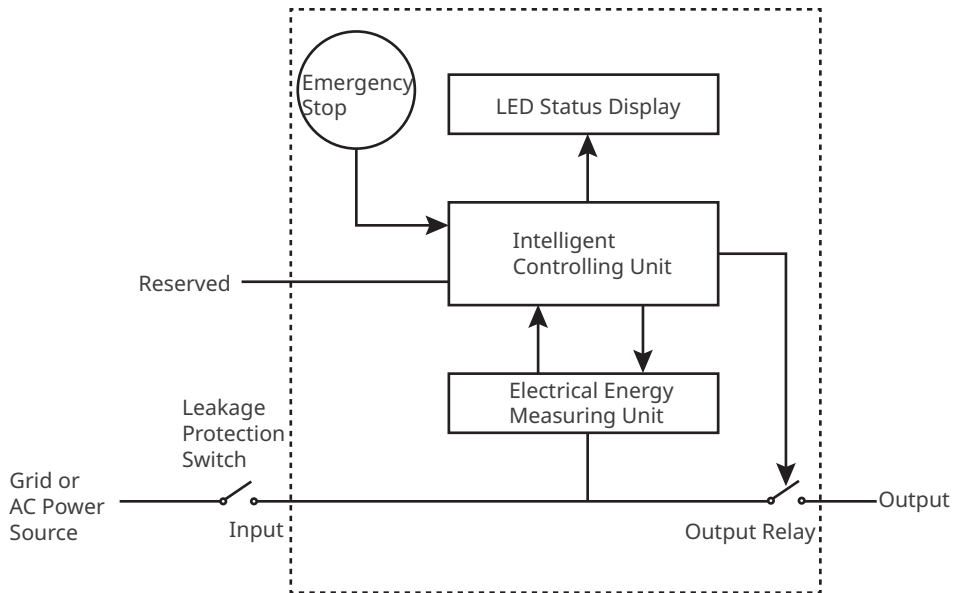 Emergency
Stop
LED Status Display
Intelligent
Controlling Unit
Reserved
Electrical Energy
Measuring Unit
Leakage
Protection
Switch
Grid or
AC Power
Source
Input
Output Relay
Output